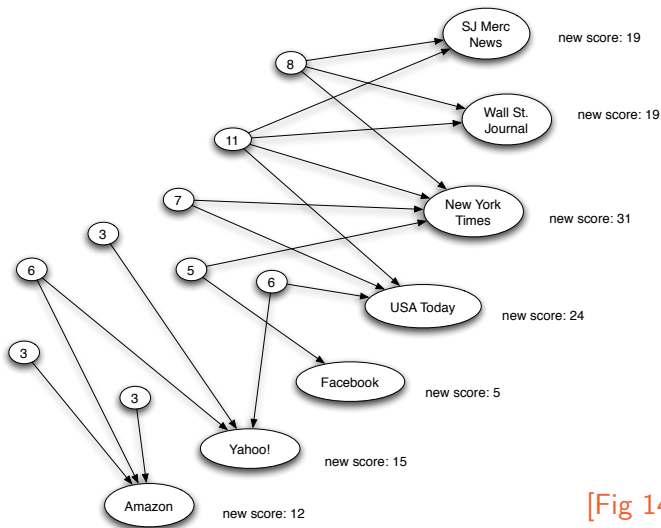 SJ Merc
News
new score: 19
8
Wall St.
Journal
new score: 19
11
7
New York
Times
new score: 31
3
6
5
6
USA Today
new score: 24
3
Facebook
new score: 5
3
Yahoo!
new score: 15
Amazon
new score: 12
[Fig 14